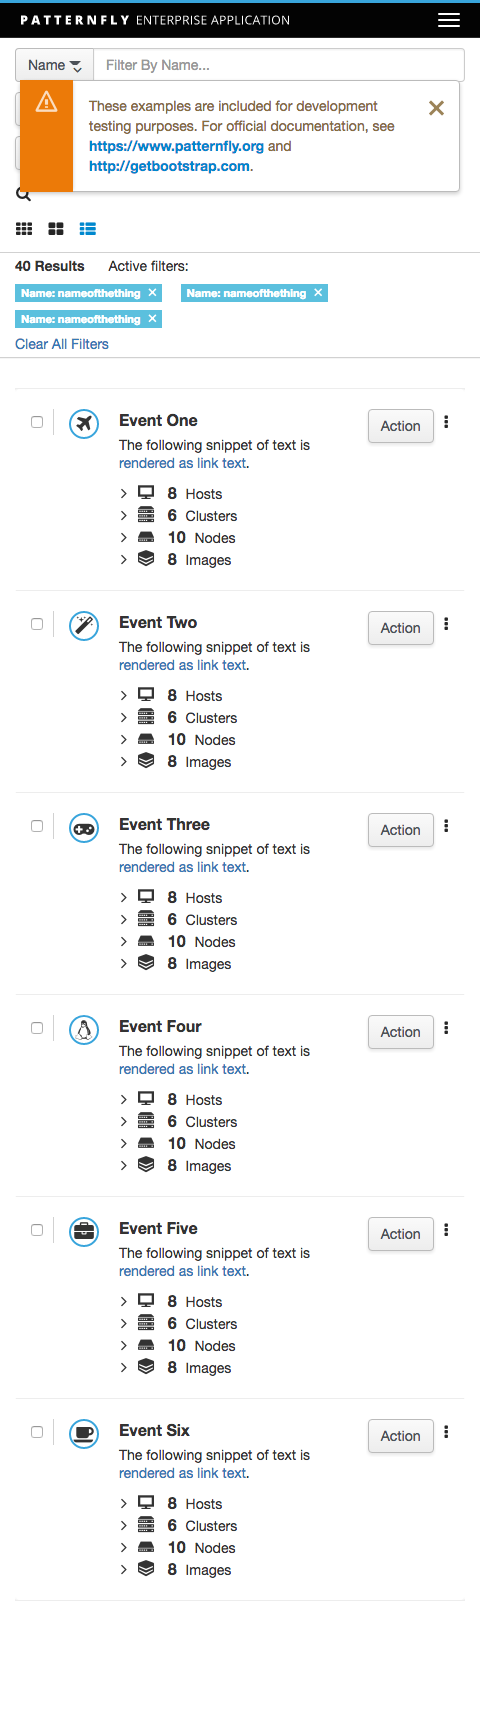 PATTERNFLY ENTERPRISE APPLICATION
Name
Filter By Name...
These examples are included for development
testing purposes. For official documentation, see
https://www.patternfly.org and
http://getbootstrap.com.
40 Results Active filters:
Name: nameofthething × Name: nameofthething ×
Name: nameofthething ×
Clear All Filters
Event One
Action
The following snippet of text is
rendered as link text.
8 Hosts
6 Clusters
10 Nodes
8 Images
Event Two
Action
The following snippet of text is
rendered as link text.
8 Hosts
6 Clusters
10 Nodes
8 Images
Event Three
Action
The following snippet of text is
rendered as link text.
8 Hosts
6 Clusters
10 Nodes
8 Images
Event Four
Action
The following snippet of text is
rendered as link text.
8 Hosts
6 Clusters
10 Nodes
8 Images
Event Five
Action
The following snippet of text is
rendered as link text.
8 Hosts
6 Clusters
10 Nodes
8 Images
Event Six
Action
The following snippet of text is
rendered as link text.
8 Hosts
6 Clusters
10 Nodes
8 Images